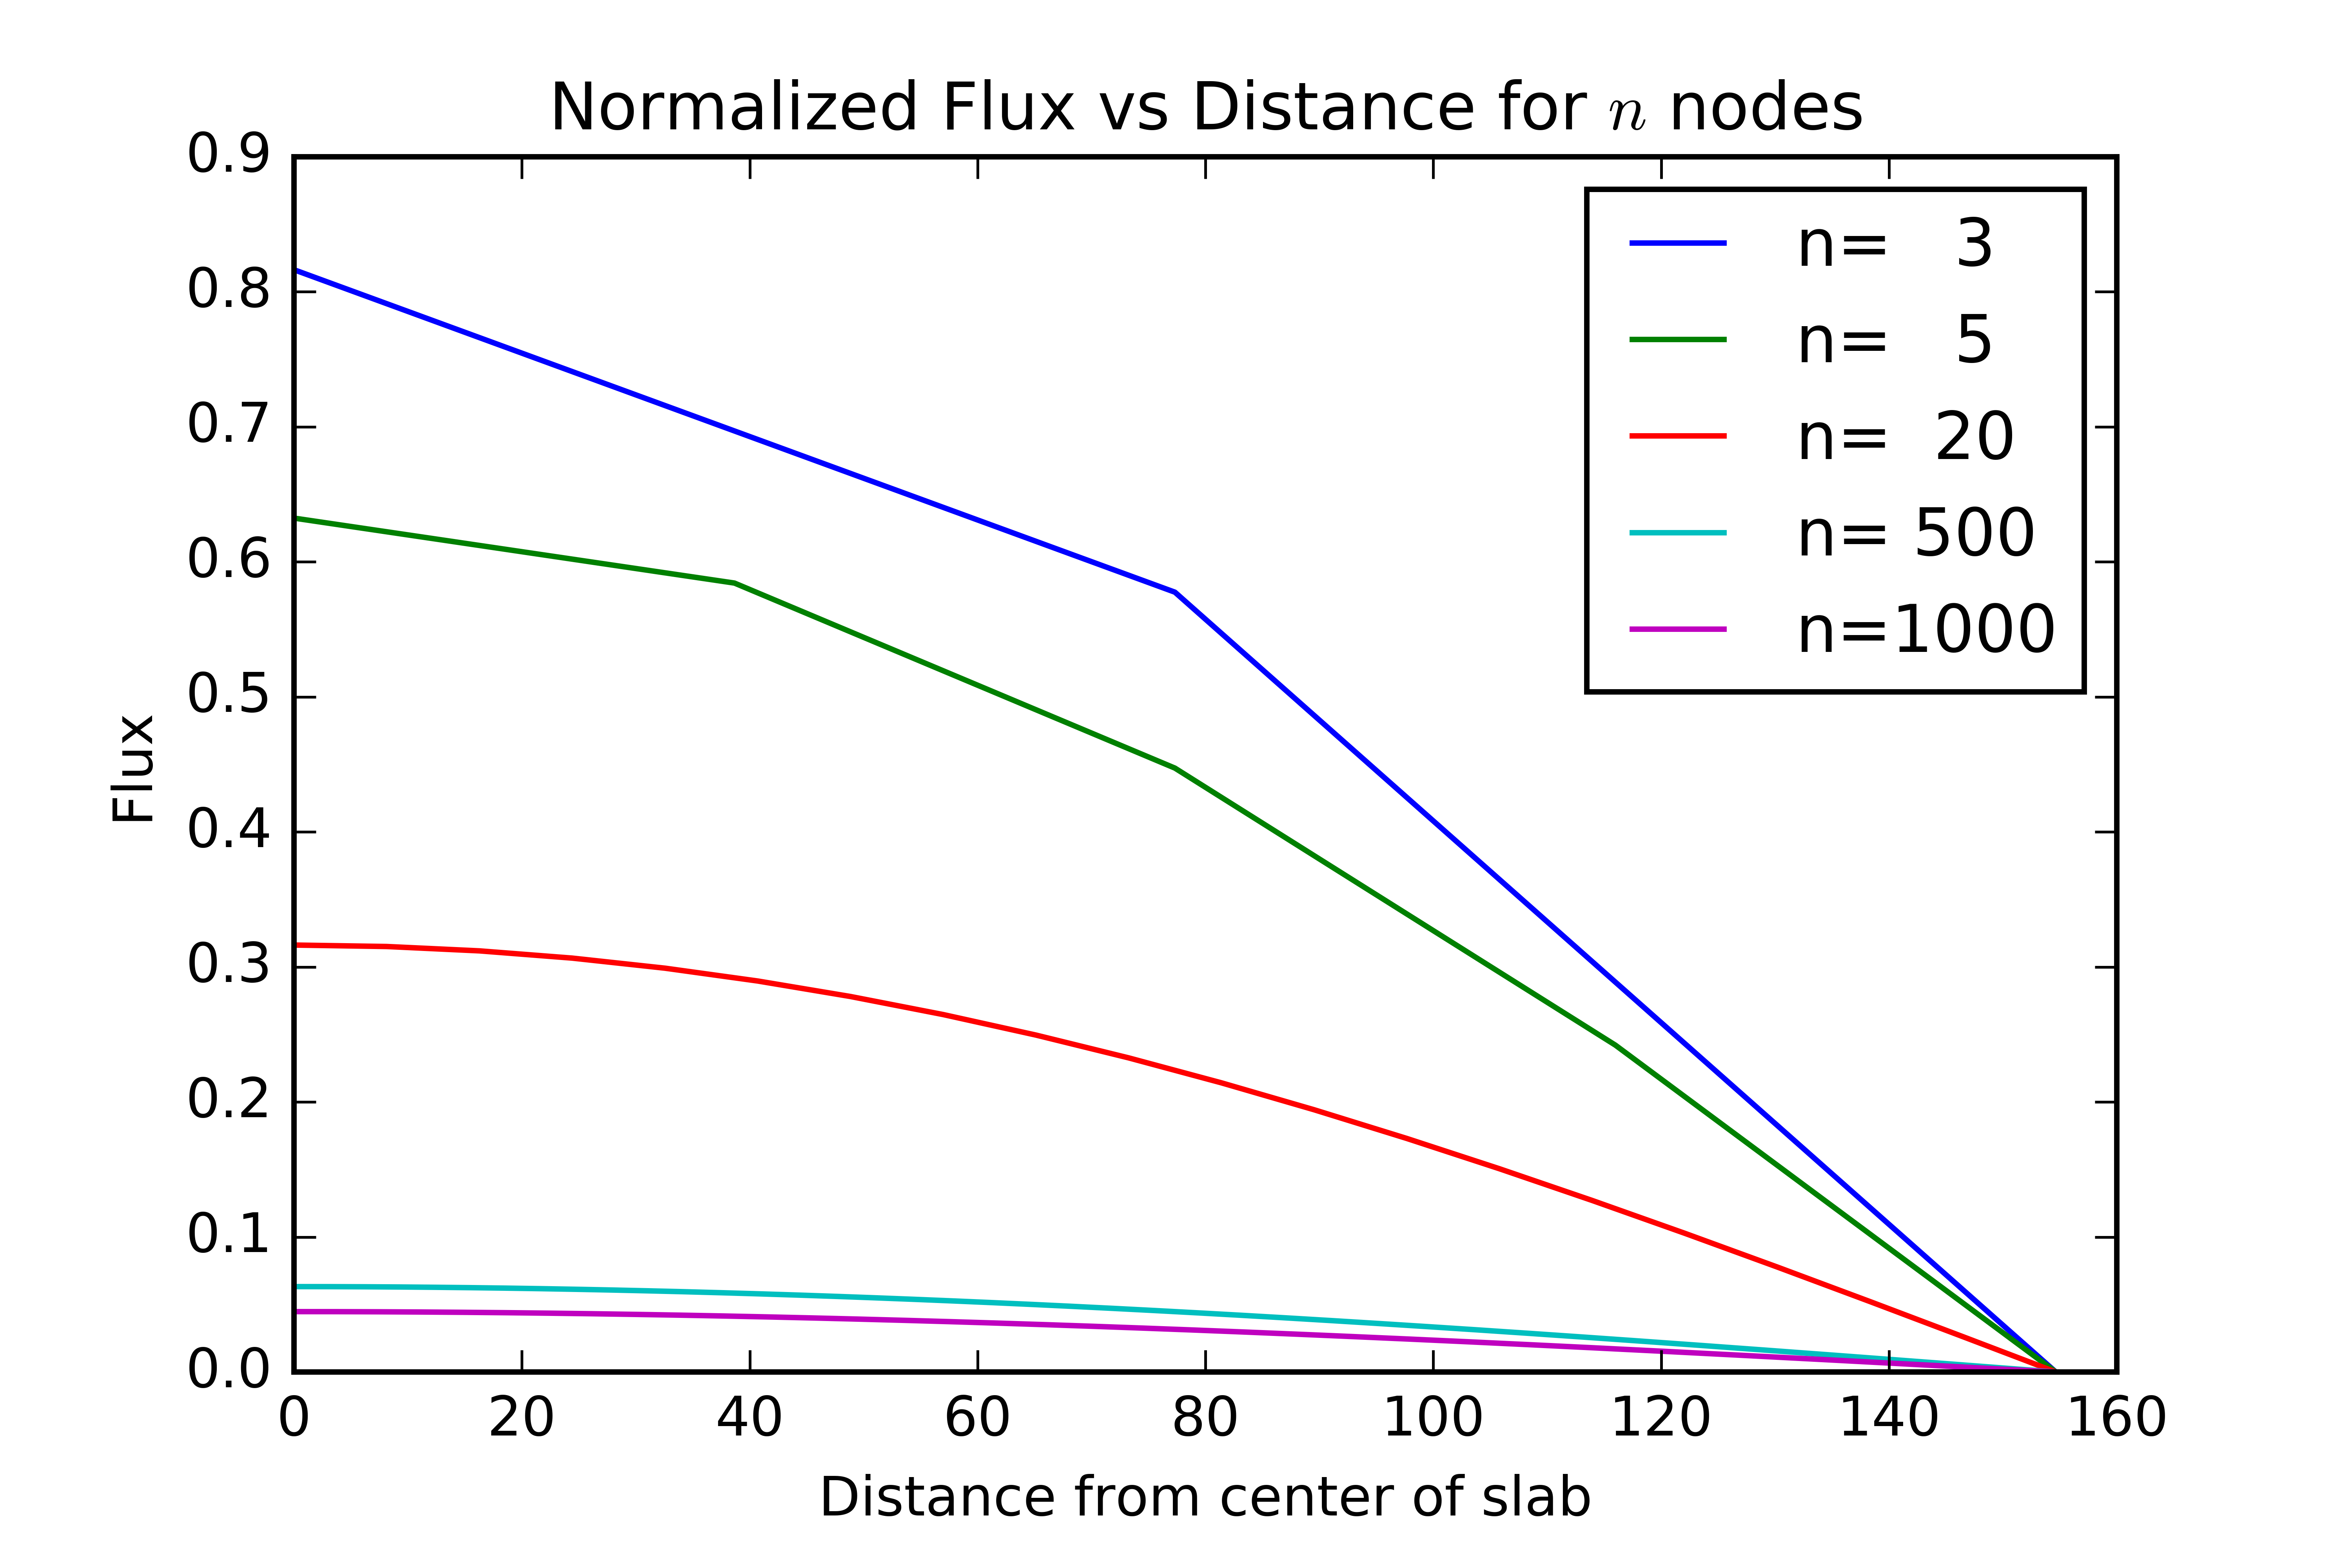 Normalized Flux vs Distance for n nodes
0.9
0.8
0.7
0.6
0.5
0.4
0.3
0.2
0.1
0.0
Flux
n= 3
n= 5
n= 20
n= 500
n=1000
0 20 40 60 80 100 120 140 160
Distance from center of slab